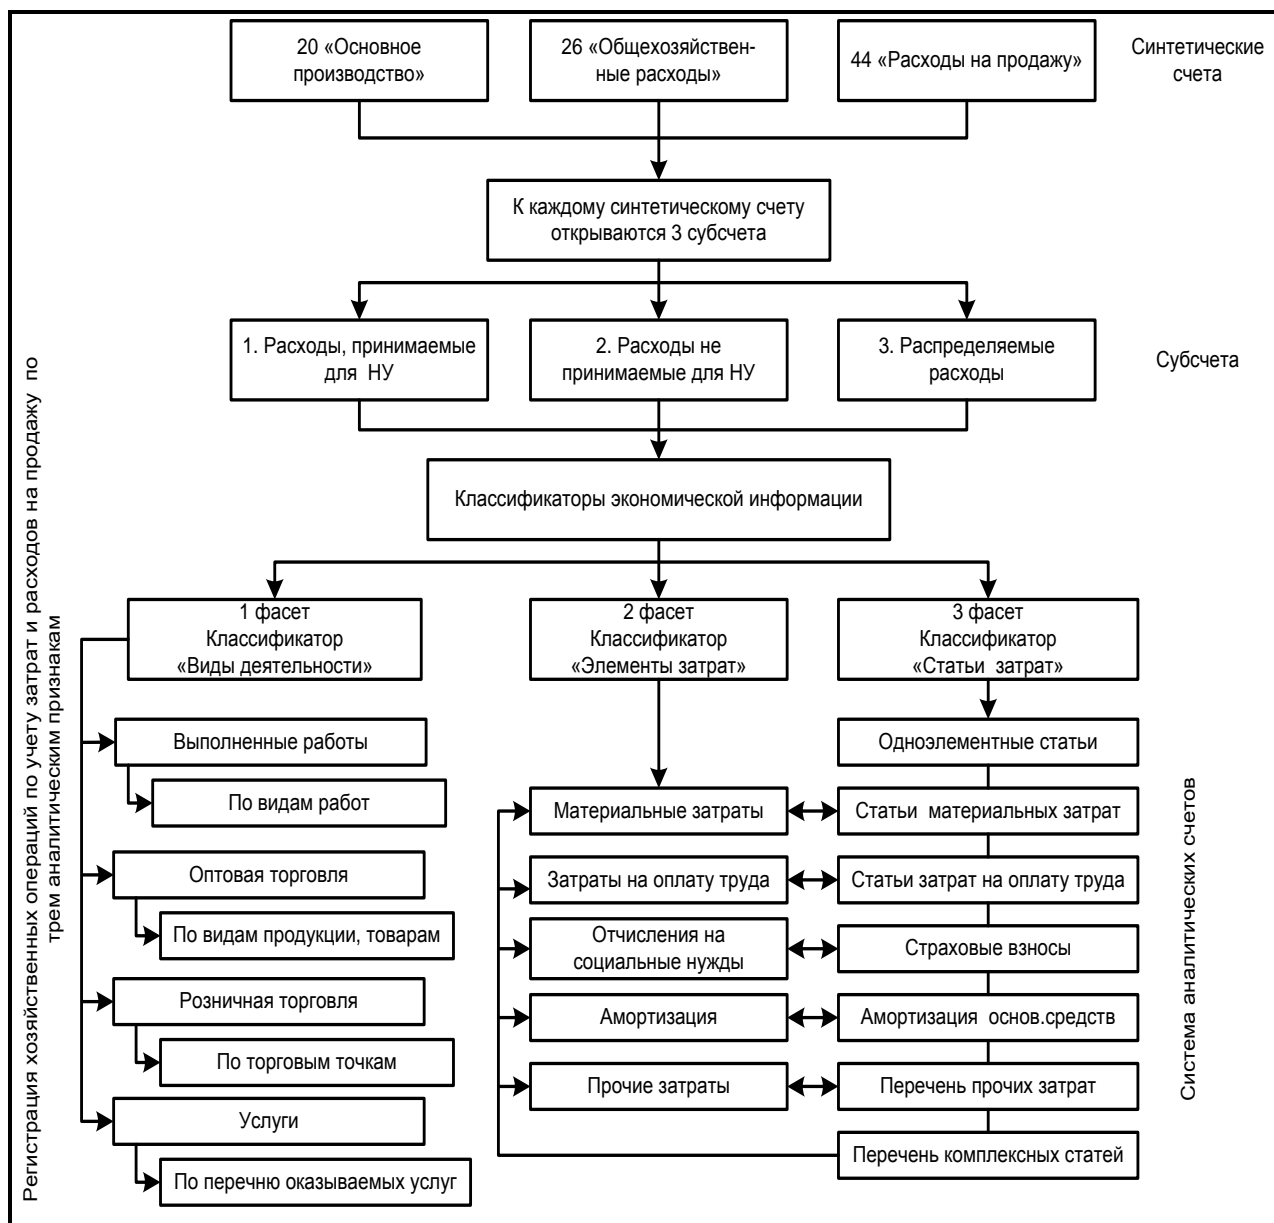 20 «Основное
производство»
26 «Общехозяйствен-
ные расходы»
44 «Расходы на продажу»
Синтетические
счета
К каждому синтетическому счету
открываются 3 субсчета
1. Расходы, принимаемые
для НУ
2. Расходы не
принимаемые для НУ
3. Распределяемые
расходы
Субсчета
Классификаторы экономической информации
1 фасет
Классификатор
«Виды деятельности»
2 фасет
Классификатор
«Элементы затрат»
3 фасет
Классификатор
«Статьи затрат»
Выполненные работы
По видам работ
Оптовая торговля
По видам продукции, товарам
Розничная торговля
По торговым точкам
Услуги
По перечню оказываемых услуг
Материальные затраты
Затраты на оплату труда
Отчисления на
социальные нужды
Амортизация
Прочие затраты
Одноэлементные статьи
Статьи материальных затрат
Статьи затрат на оплату труда
Страховые взносы
Амортизация основ.средств
Перечень прочих затрат
Перечень комплексных статей
Регистрация хозяйственных операций по учету затрат и расходов на продажу по
трем аналитическим признакам
Система аналитических счетов